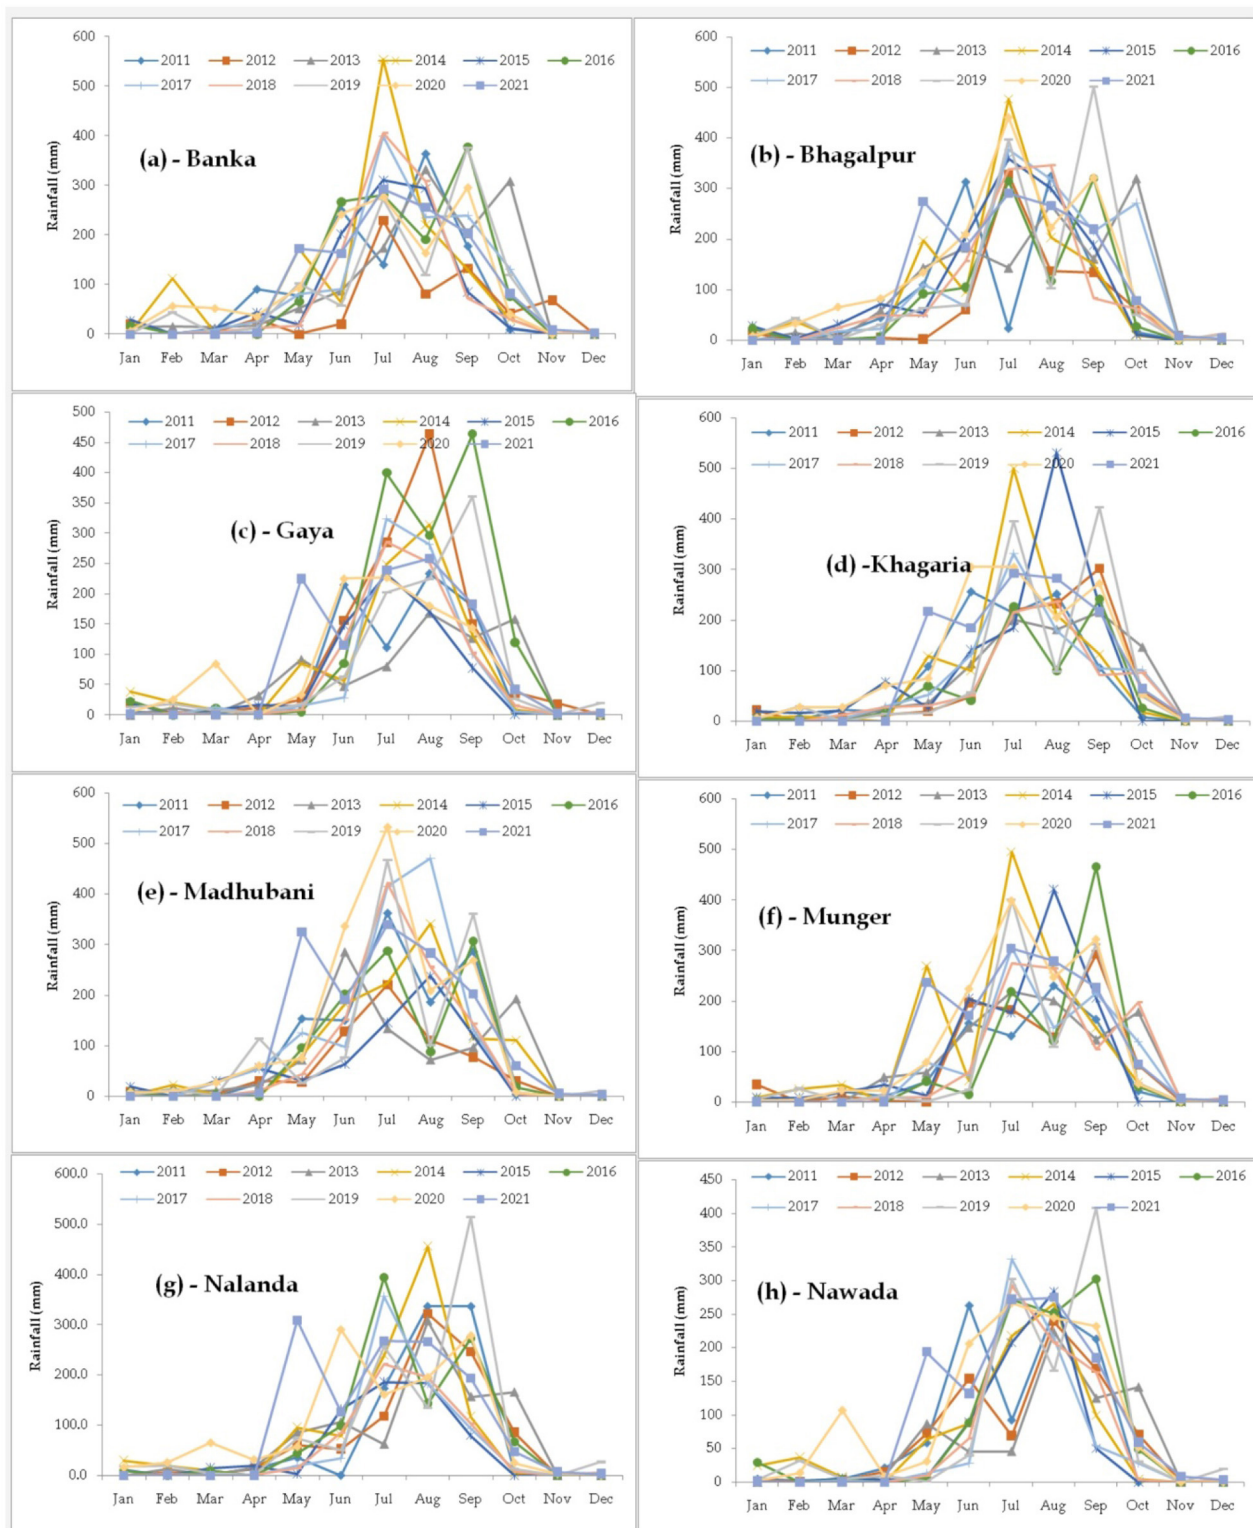 600
500
400
300
200
100
0
Rainfall (mm)
2011 2012 2013 2014 2015 2016
2017 2018 2019 2020 2021
(a) - Banka
Jan Feb Mar Apr May Jun Jul Aug Sep Oct Nov Dec
600
500
400
300
200
100
0
Rainfall (mm)
2011 2012 2013 2014 2015 2016
2017 2018 2019 2020 2021
(b) - Bhagalpur
Jan Feb Mar Apr May Jun Jul Aug Sep Oct Nov Dec
500
450
400
350
300
250
200
150
100
50
0
Rainfall (mm)
2011 2012 2013 2014 2015 2016
2017 2018 2019 2020 2021
(c) - Gaya
Jan Feb Mar Apr May Jun Jul Aug Sep Oct Nov Dec
600
500
400
300
200
100
0
Rainfall (mm)
2011 2012 2013 2014 2015 2016
2017 2018 2019 2020 2021
(d) -Khagaria
Jan Feb Mar Apr May Jun Jul Aug Sep Oct Nov Dec
600
500
400
300
200
100
0
Rainfall (mm)
2011 2012 2013 2014 2015 2016
2017 2018 2019 2020 2021
(e) - Madhubani
Jan Feb Mar Apr May Jun Jul Aug Sep Oct Nov Dec
600
500
400
300
200
100
0
Rainfall (mm)
2011 2012 2013 2014 2015 2016
2017 2018 2019 2020 2021
(f) - Munger
Jan Feb Mar Apr May Jun Jul Aug Sep Oct Nov Dec
600.0
500.0
400.0
300.0
200.0
100.0
0.0
Rainfall (mm)
2011 2012 2013 2014 2015 2016
2017 2018 2019 2020 2021
(g) - Nalanda
Jan Feb Mar Apr May Jun Jul Aug Sep Oct Nov Dec
450
400
350
300
250
200
150
100
50
0
Rainfall (mm)
2011 2012 2013 2014 2015 2016
2017 2018 2019 2020 2021
(h) - Nawada
Jan Feb Mar Apr May Jun Jul Aug Sep Oct Nov Dec